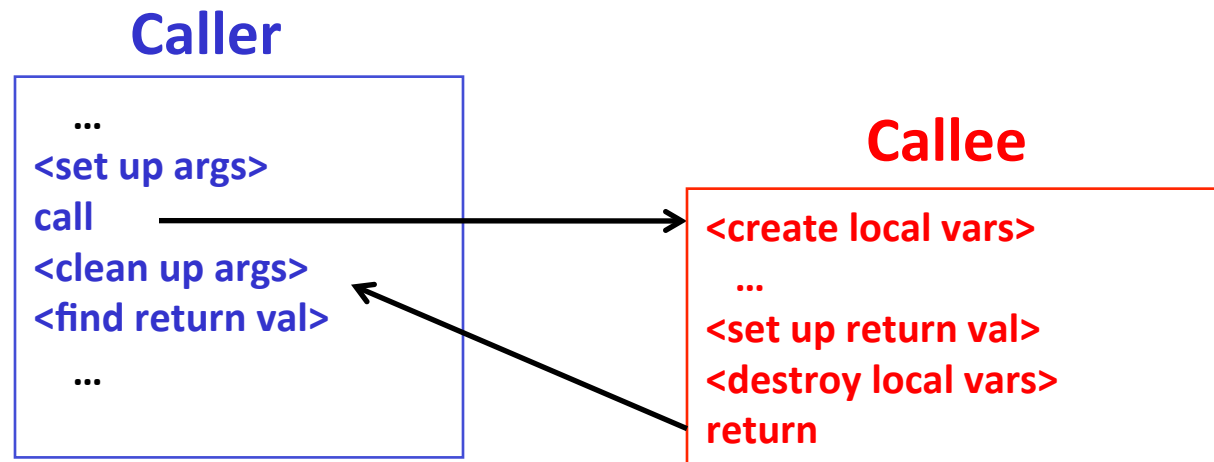 Caller
…
<set up args>
call
<clean up args>
<find return val>
…
Callee
<create local vars>
…
<set up return val>
<destroy local vars>
return